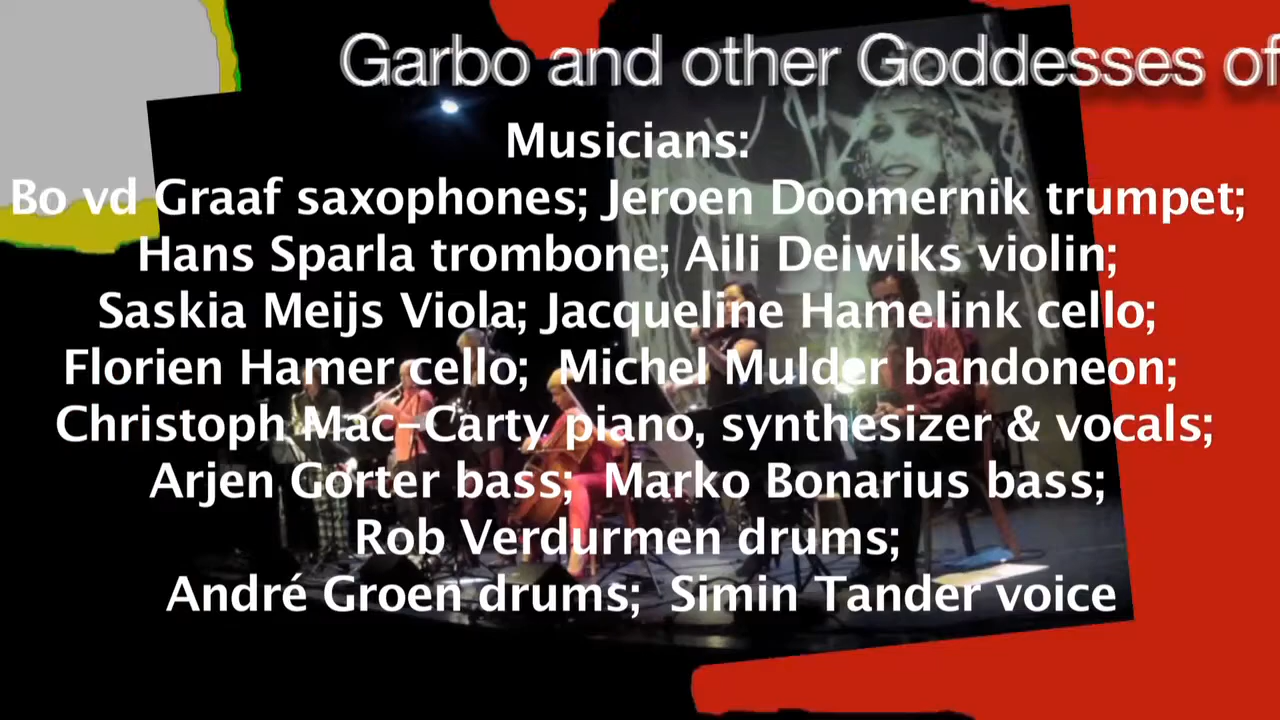 Garbo and other Goddesses of
Musicians:
Bo vd Graaf saxophones; Jeroen Doomernik trumpet;
Hans Sparla trombone; Aili Deiwiks violin;
Saskia Meijs Viola; Jacqueline Hamelink cello;
Florien Hamer cello; Michel Mulder bandoneon;
Christoph Mac-Carty piano, synthesizer & vocals;
Arjen Gorter bass; Marko Bonarius bass;
Rob Verdurmen drums;
André Groen drums; Simin Tander voice